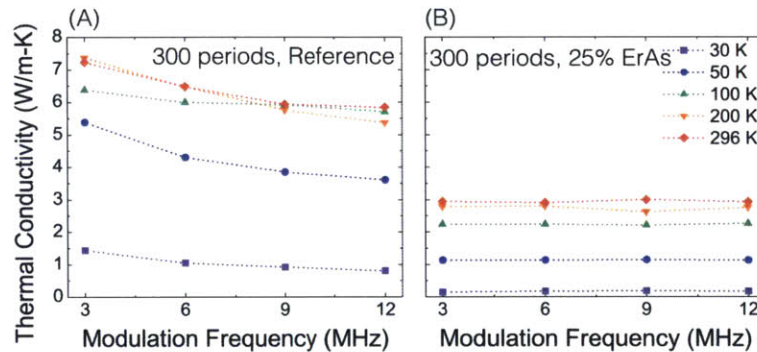 (A)
(B)
Thermal Conductivity (W/m-K)
8
7
6
5
4
3
2
1
0
300 periods, Reference
3
6
9
12
Modulation Frequency (MHz)
300 periods, 25% ErAs
30 K
50 K
100 K
200 K
296 K
3
6
9
12
Modulation Frequency (MHz)